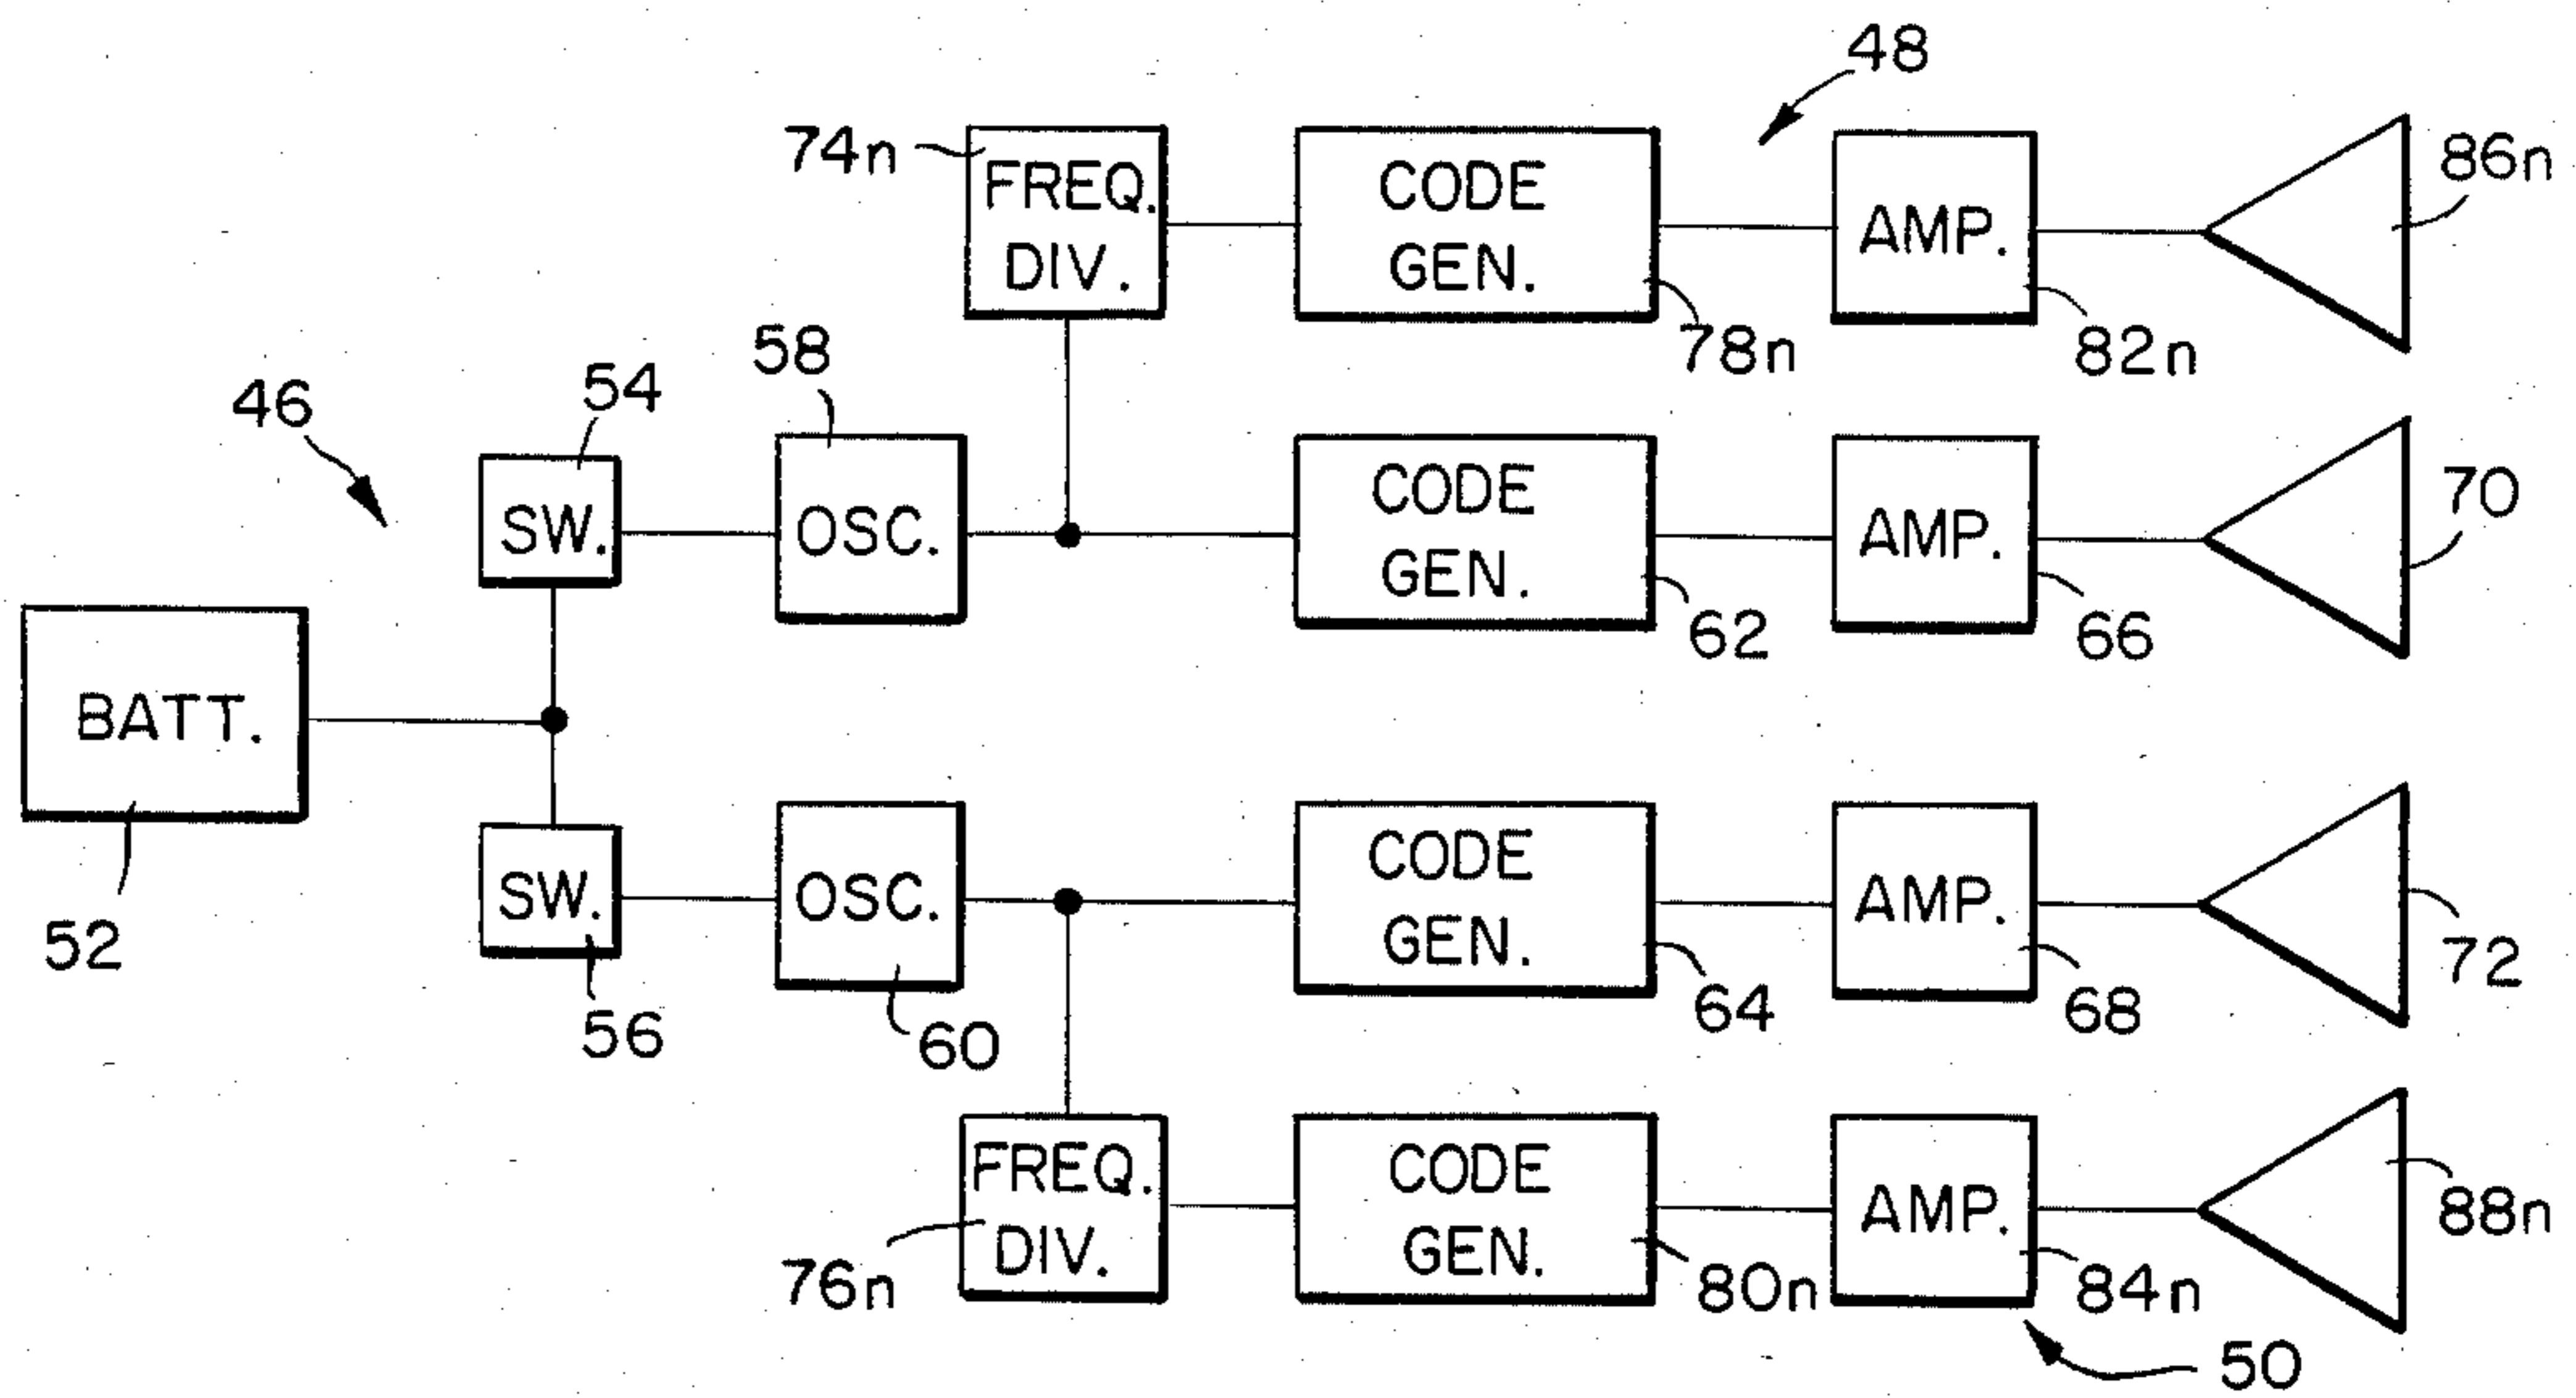 48
74n
FREQ.
DIV.
CODE
GEN.
78n
AMP.
82n
86n
46
54
SW.
58
OSC.
CODE
GEN.
62
AMP.
66
70
BATT.
52
SW.
56
OSC.
60
CODE
GEN.
64
AMP.
68
72
FREQ.
DIV.
76n
CODE
GEN.
80n
AMP.
84n
88n
50